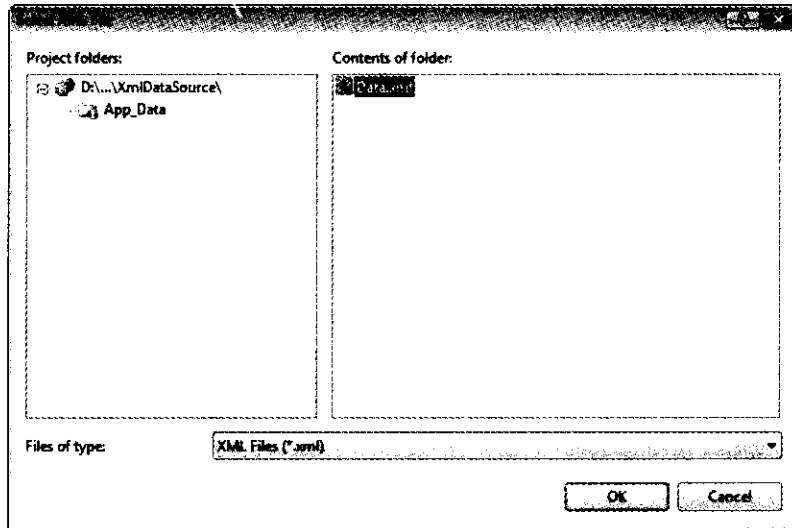 Project folders:
Contents of folder:
D:\...\XmlDataSource\
Data.xml
App_Data
Files of type:
XML Files (*.xml)
OK
Cancel